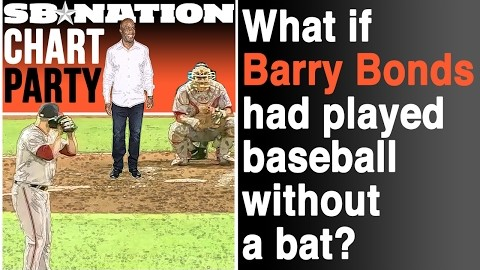 SB★NATION
CHART
PARTY
What if
Barry Bonds
had played
baseball
without
a bat?